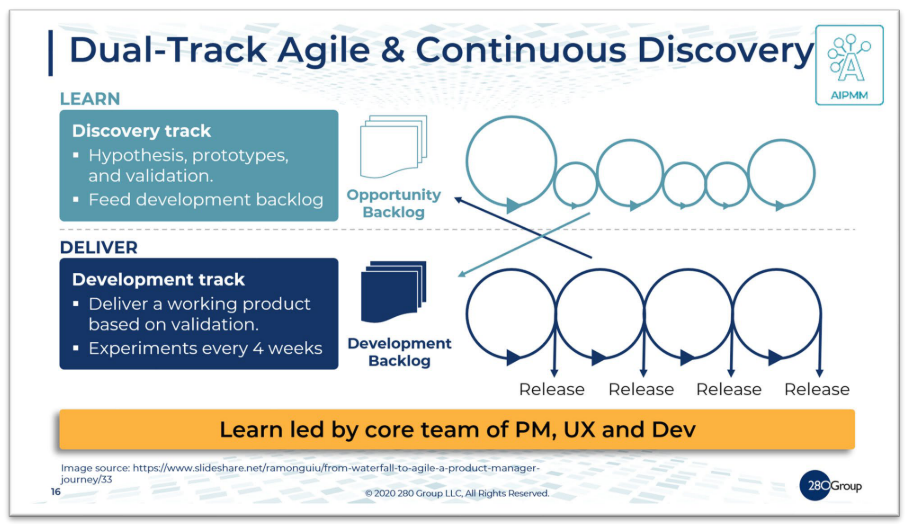 Dual-Track Agile & Continuous Discovery
AIPMM
LEARN
Discovery track
▪ Hypothesis, prototypes,
and validation.
▪ Feed development backlog
Opportunity
Backlog
DELIVER
Development track
▪ Deliver a working product
based on validation.
▪ Experiments every 4 weeks
Development
Backlog
Release
Release
Release
Release
Learn led by core team of PM, UX and Dev
Image source: https://www.slideshare.net/ramonguiu/from-waterfall-to-agile-a-product-manager-
journey/33
16
© 2020 280 Group LLC, All Rights Reserved.
280Group